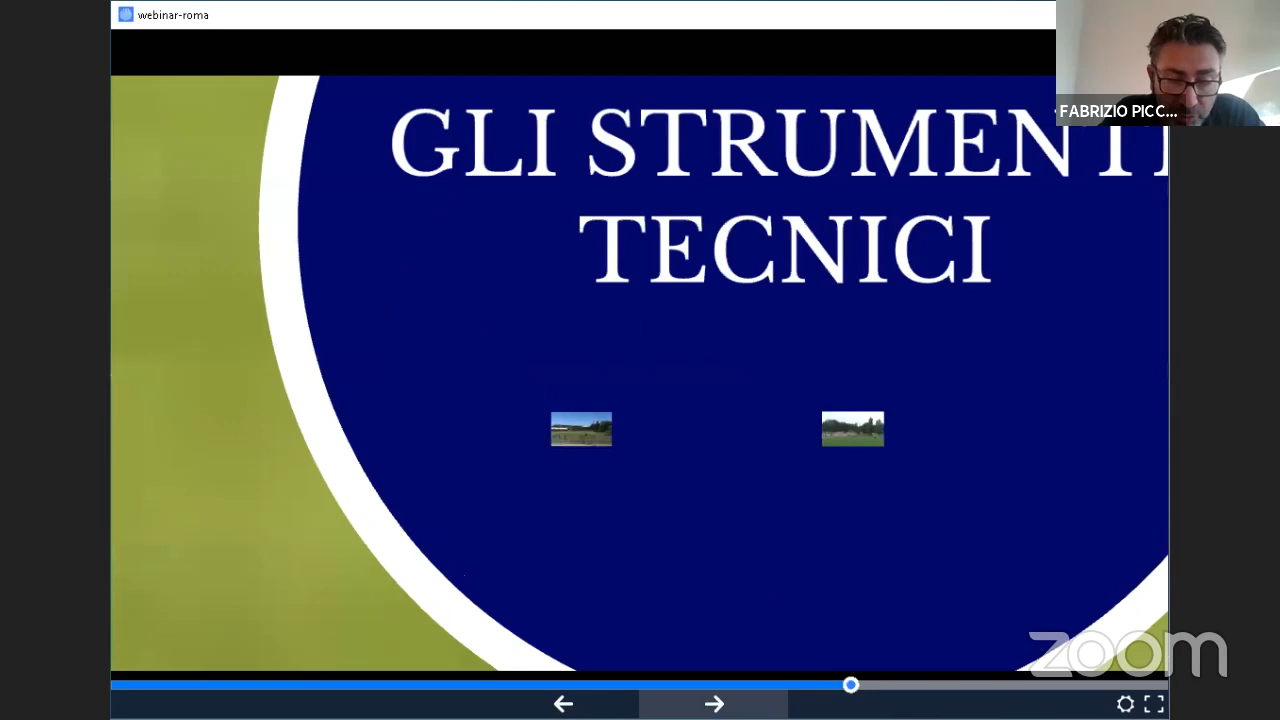 webinar-roma
FABRIZIO PICC...
GLI STRUMENTI
TECNICI
zoom